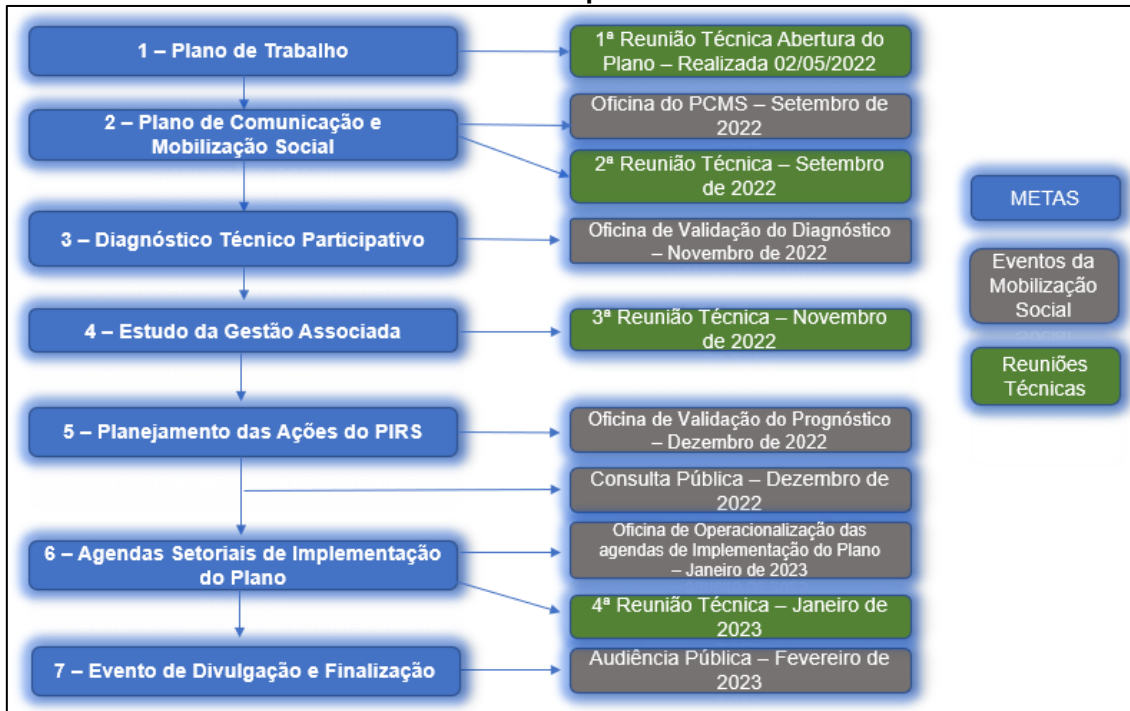 1 – Plano de Trabalho
1ª Reunião Técnica Abertura do
Plano – Realizada 02/05/2022
2 – Plano de Comunicação e
Mobilização Social
Oficina do PCMS – Setembro de
2022
2ª Reunião Técnica – Setembro
de 2022
3 – Diagnóstico Técnico Participativo
Oficina de Validação do Diagnóstico
– Novembro de 2022
4 – Estudo da Gestão Associada
3ª Reunião Técnica – Novembro
de 2022
5 – Planejamento das Ações do PIRS
Oficina de Validação do Prognóstico
– Dezembro de 2022
Consulta Pública – Dezembro de
2022
6 – Agendas Setoriais de Implementação
do Plano
Oficina de Operacionalização das
agendas de Implementação do Plano
– Janeiro de 2023
4ª Reunião Técnica – Janeiro de
2023
7 – Evento de Divulgação e Finalização
Audiência Pública – Fevereiro de
2023
METAS
Eventos da
Mobilização
Social
Reuniões
Técnicas